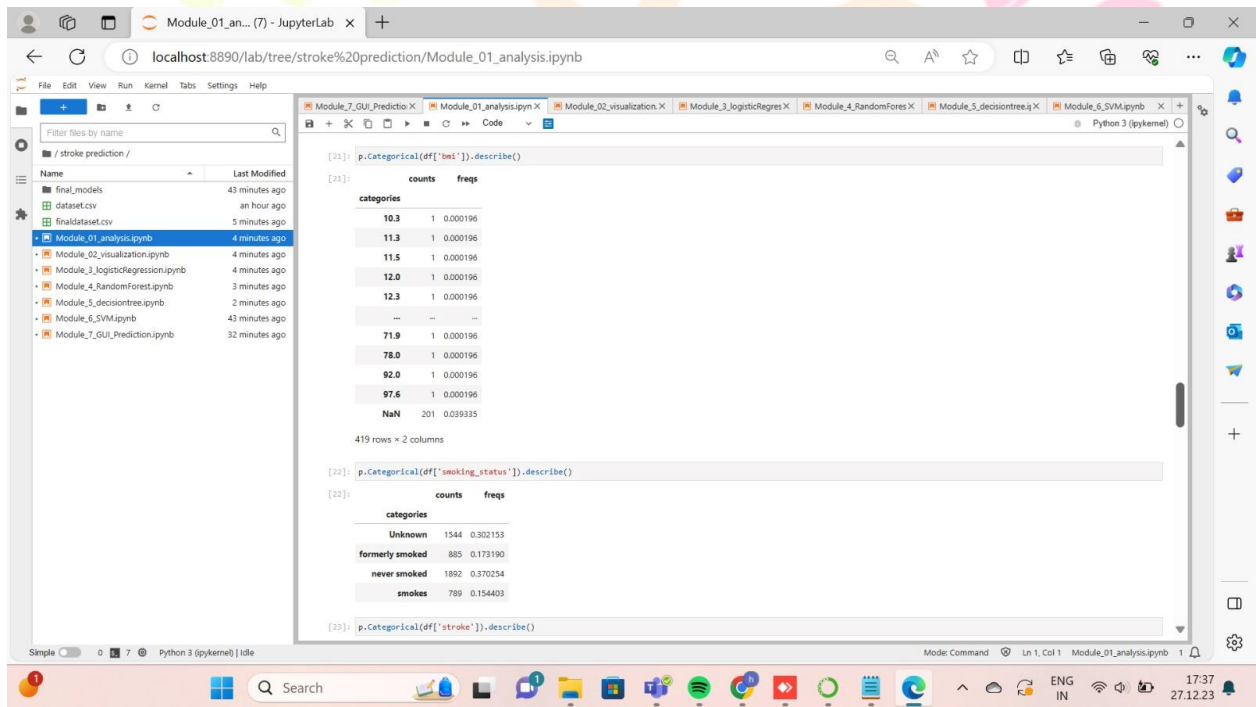 Module_01_an... (7) - JupyterLab
localhost:8890/lab/tree/stroke%20prediction/Module_01_analysis.ipynb
File Edit View Run Kernel Tabs Settings Help
Module_7_GUI_Predictio Module_01_analysis.ipyn Module_02_visualization. Module_3_logisticRegres Module_4_RandomFores Module_5_decisiontree.ij Module_6_SVM.ipynb
Code
Python 3 (ipykernel)
Filter files by name
/ stroke prediction /
Name Last Modified
final_models 43 minutes ago
dataset.csv an hour ago
finaldataset.csv 5 minutes ago
Module_01_analysis.ipynb 4 minutes ago
Module_02_visualization.ipynb 4 minutes ago
Module_3_logisticRegression.ipynb 4 minutes ago
Module_4_RandomForest.ipynb 3 minutes ago
Module_5_decisiontree.ipynb 2 minutes ago
Module_6_SVM.ipynb 43 minutes ago
Module_7_GUI_Prediction.ipynb 32 minutes ago
[21]: p.Categorical(df['bmi']).describe()
[21]: counts freqs
categories
10.3 1 0.000196
11.3 1 0.000196
11.5 1 0.000196
12.0 1 0.000196
12.3 1 0.000196
... ... ...
71.9 1 0.000196
78.0 1 0.000196
92.0 1 0.000196
97.6 1 0.000196
NaN 201 0.039335
419 rows × 2 columns
[22]: p.Categorical(df['smoking_status']).describe()
[22]: counts freqs
categories
Unknown 1544 0.302153
formerly smoked 885 0.173190
never smoked 1892 0.370254
smokes 789 0.154403
[23]: p.Categorical(df['stroke']).describe()
Simple 0 7 Python 3 (ipykernel) | Idle
Mode: Command Ln 1, Col 1 Module_01_analysis.ipynb 1
1
Search
1
ENG
IN
17:37
27.12.23